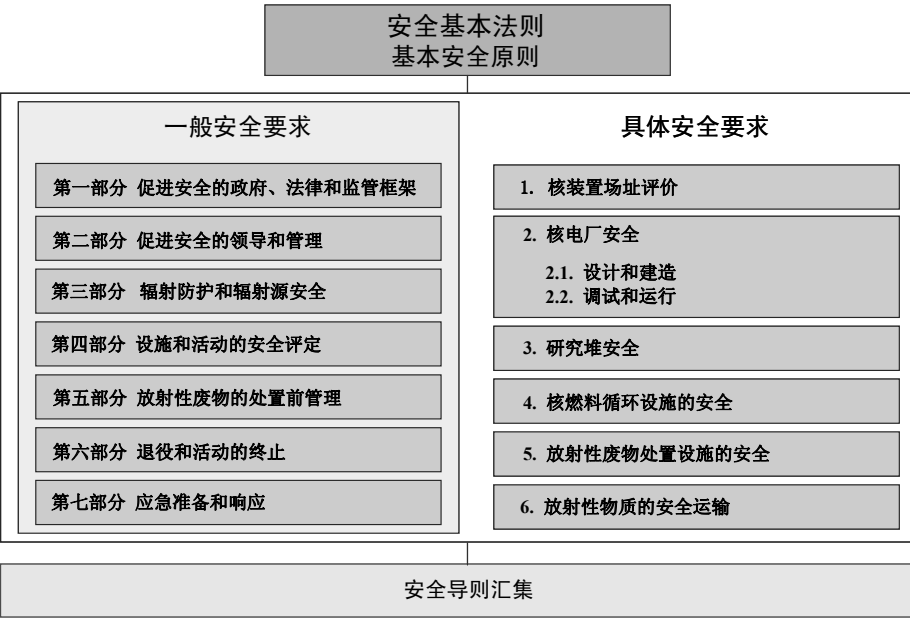 安全基本法则
基本安全原则
一般安全要求
第一部分 促进安全的政府、法律和监管框架
第二部分 促进安全的领导和管理
第三部分 辐射防护和辐射源安全
第四部分 设施和活动的安全评定
第五部分 放射性废物的处置前管理
第六部分 退役和活动的终止
第七部分 应急准备和响应
具体安全要求
1. 核装置场址评价
2. 核电厂安全
2.1. 设计和建造
2.2. 调试和运行
3. 研究堆安全
4. 核燃料循环设施的安全
5. 放射性废物处置设施的安全
6. 放射性物质的安全运输
安全导则汇集